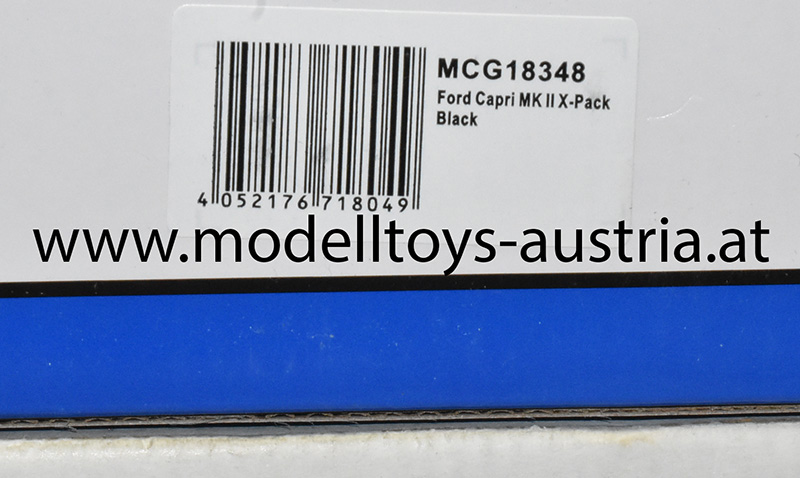 MCG18348
Ford Capri MK II X-Pack
Black
4 052176 718049
www.modelltoys-austria.at